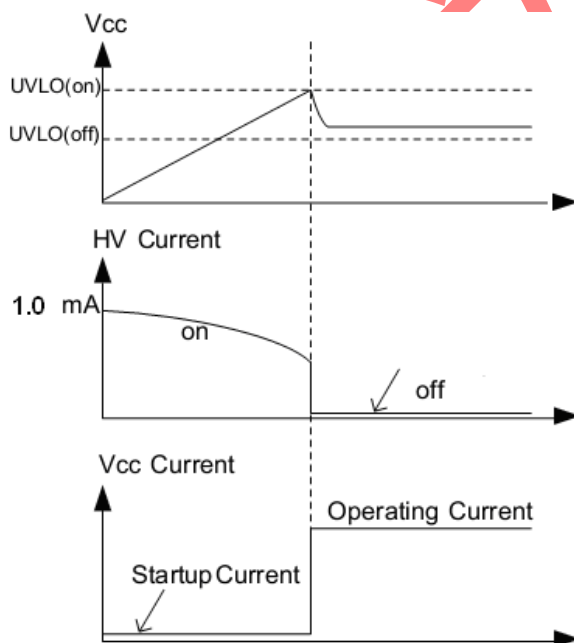 Vcc
UVLO(on)
UVLO(off)
HV Current
1.0 mA
on
off
Vcc Current
Operating Current
Startup Current